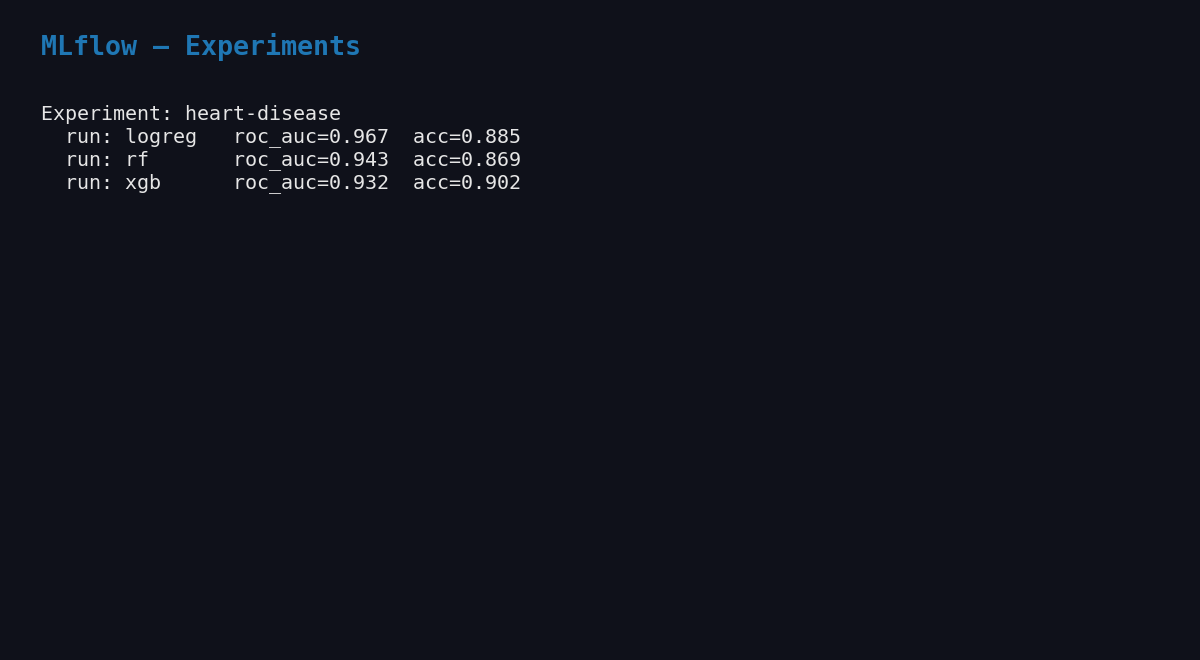 MLflow — Experiments
Experiment: heart-disease
run: logreg   roc_auc=0.967  acc=0.885
run: rf       roc_auc=0.943  acc=0.869
run: xgb      roc_auc=0.932  acc=0.902